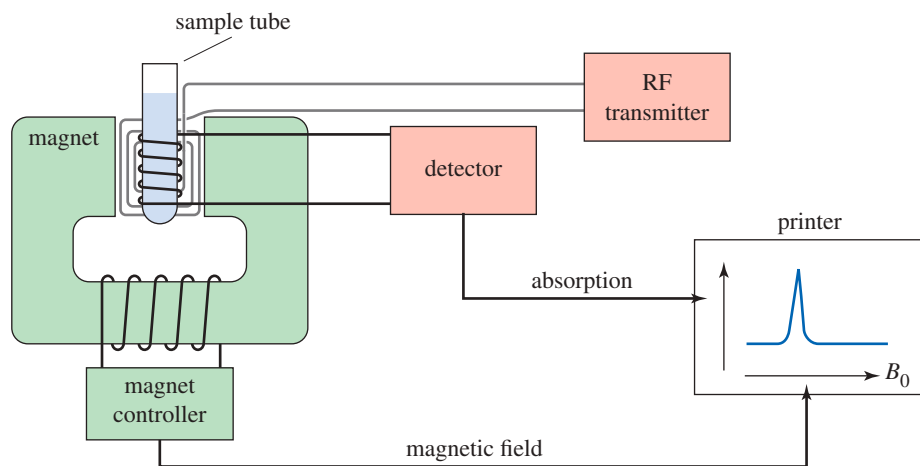 sample tube
RF
transmitter
magnet
detector
printer
absorption
B0
magnet
controller
magnetic field